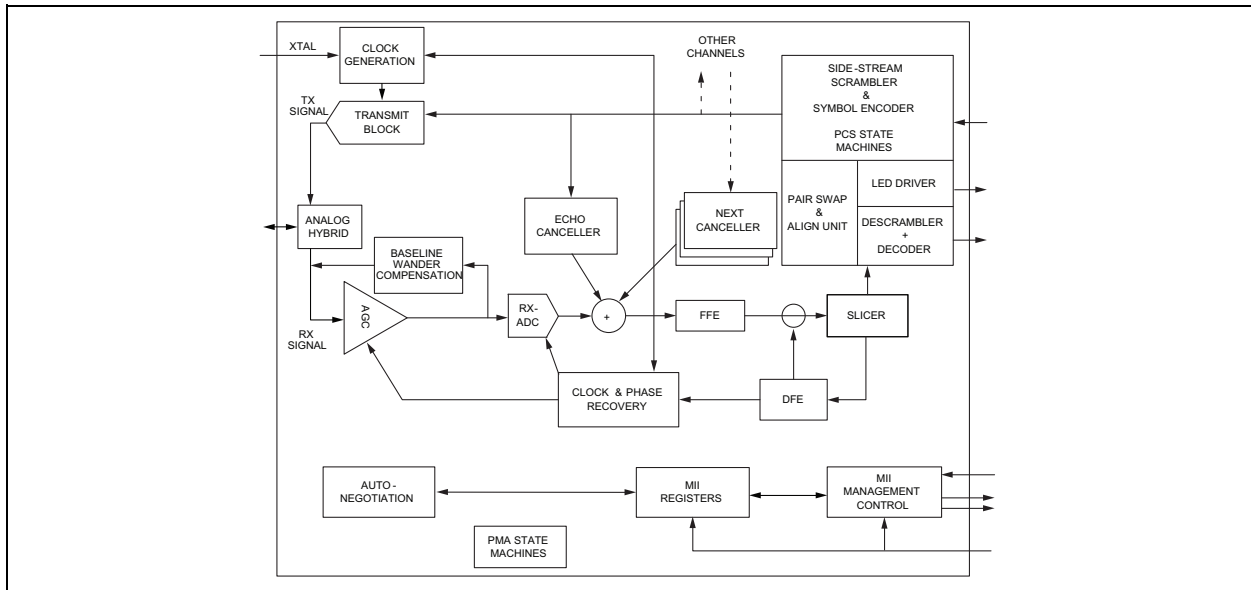 XTAL
CLOCK
GENERATION
OTHER
CHANNELS
SIDE-STREAM
SCRAMBLER
&
SYMBOL ENCODER
PCS STATE
MACHINES
TX
SIGNAL
TRANSMIT
BLOCK
LED DRIVER
PAIR SWAP
&
ALIGN UNIT
DESCRAMBLER
+
DECODER
ANALOG
HYBRID
ECHO
CANCELLER
NEXT
CANCELLER
BASELINE
WANDER
COMPENSATION
AGC
RX-
ADC
+
FFE
SLICER
RX
SIGNAL
CLOCK & PHASE
RECOVERY
DFE
AUTO-
NEGOTIATION
MII
REGISTERS
MII
MANAGEMENT
CONTROL
PMA STATE
MACHINES